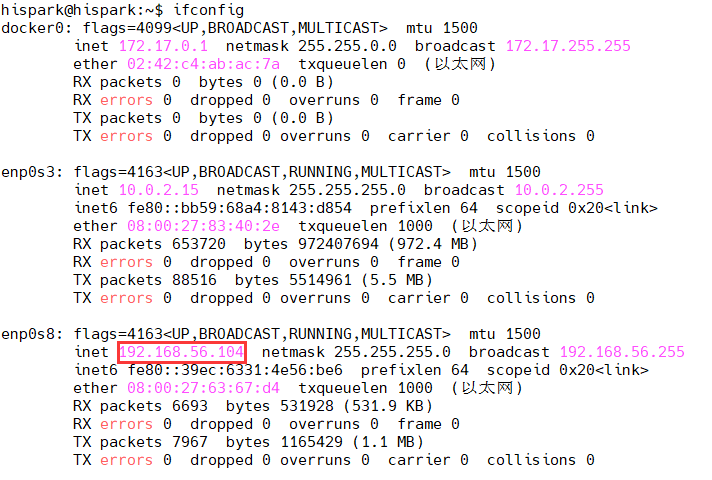 hispark@hispark:~$ ifconfig
docker0: flags=4099<UP,BROADCAST,MULTICAST>  mtu 1500
        inet 172.17.0.1  netmask 255.255.0.0  broadcast 172.17.255.255
        ether 02:42:c4:ab:ac:7a  txqueuelen 0  (以太网)
        RX packets 0  bytes 0 (0.0 B)
        RX errors 0  dropped 0  overruns 0  frame 0
        TX packets 0  bytes 0 (0.0 B)
        TX errors 0  dropped 0 overruns 0  carrier 0  collisions 0

enp0s3: flags=4163<UP,BROADCAST,RUNNING,MULTICAST>  mtu 1500
        inet 10.0.2.15  netmask 255.255.255.0  broadcast 10.0.2.255
        inet6 fe80::bb59:68a4:8143:d854  prefixlen 64  scopeid 0x20<link>
        ether 08:00:27:83:40:2e  txqueuelen 1000  (以太网)
        RX packets 653720  bytes 972407694 (972.4 MB)
        RX errors 0  dropped 0  overruns 0  frame 0
        TX packets 88516  bytes 5514961 (5.5 MB)
        TX errors 0  dropped 0 overruns 0  carrier 0  collisions 0

enp0s8: flags=4163<UP,BROADCAST,RUNNING,MULTICAST>  mtu 1500
        inet 192.168.56.104  netmask 255.255.255.0  broadcast 192.168.56.255
        inet6 fe80::39ec:6331:4e56:be6  prefixlen 64  scopeid 0x20<link>
        ether 08:00:27:63:67:d4  txqueuelen 1000  (以太网)
        RX packets 6693  bytes 531928 (531.9 KB)
        RX errors 0  dropped 0  overruns 0  frame 0
        TX packets 7967  bytes 1165429 (1.1 MB)
        TX errors 0  dropped 0 overruns 0  carrier 0  collisions 0